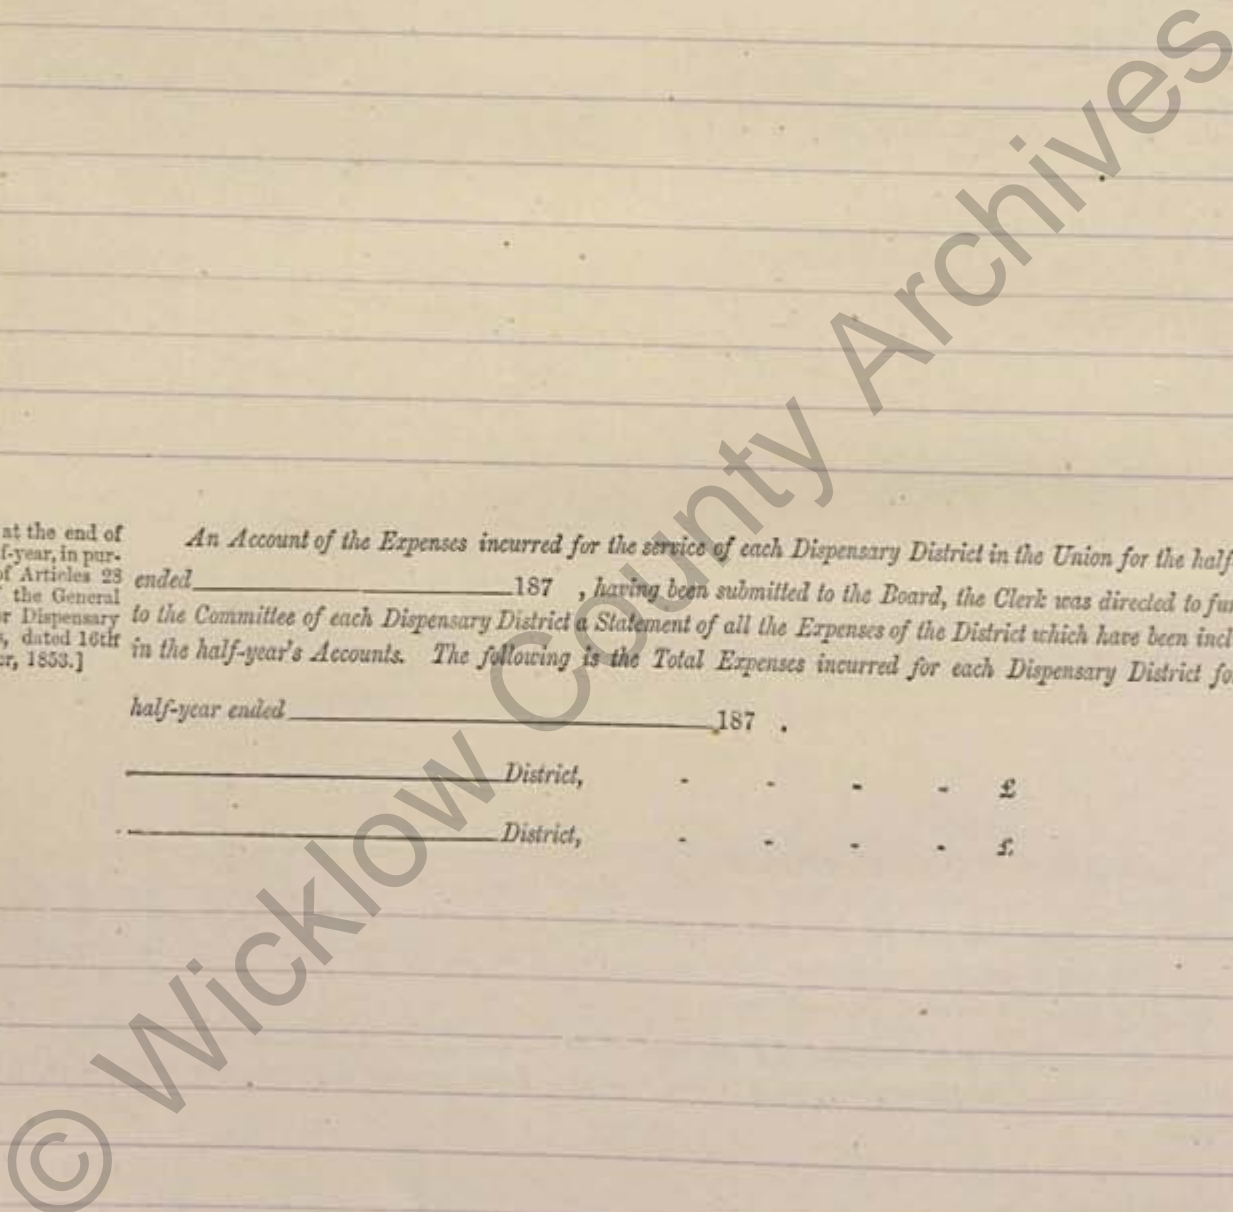 at the end of
f-year, in pur-
of Articles 28
the General
r Dispensary
s, dated 16th
er, 1853.]
An Account of the Expenses incurred for the service of each Dispensary District in the Union for the half-
ended 187 , having been submitted to the Board, the Clerk was directed to fur
to the Committee of each Dispensary District a Statement of all the Expenses of the District which have been incl
in the half-year's Accounts. The following is the Total Expenses incurred for each Dispensary District fo
half-year ended 187 .
District, - - - - £
District, - - - - £
© Wicklow County Archives